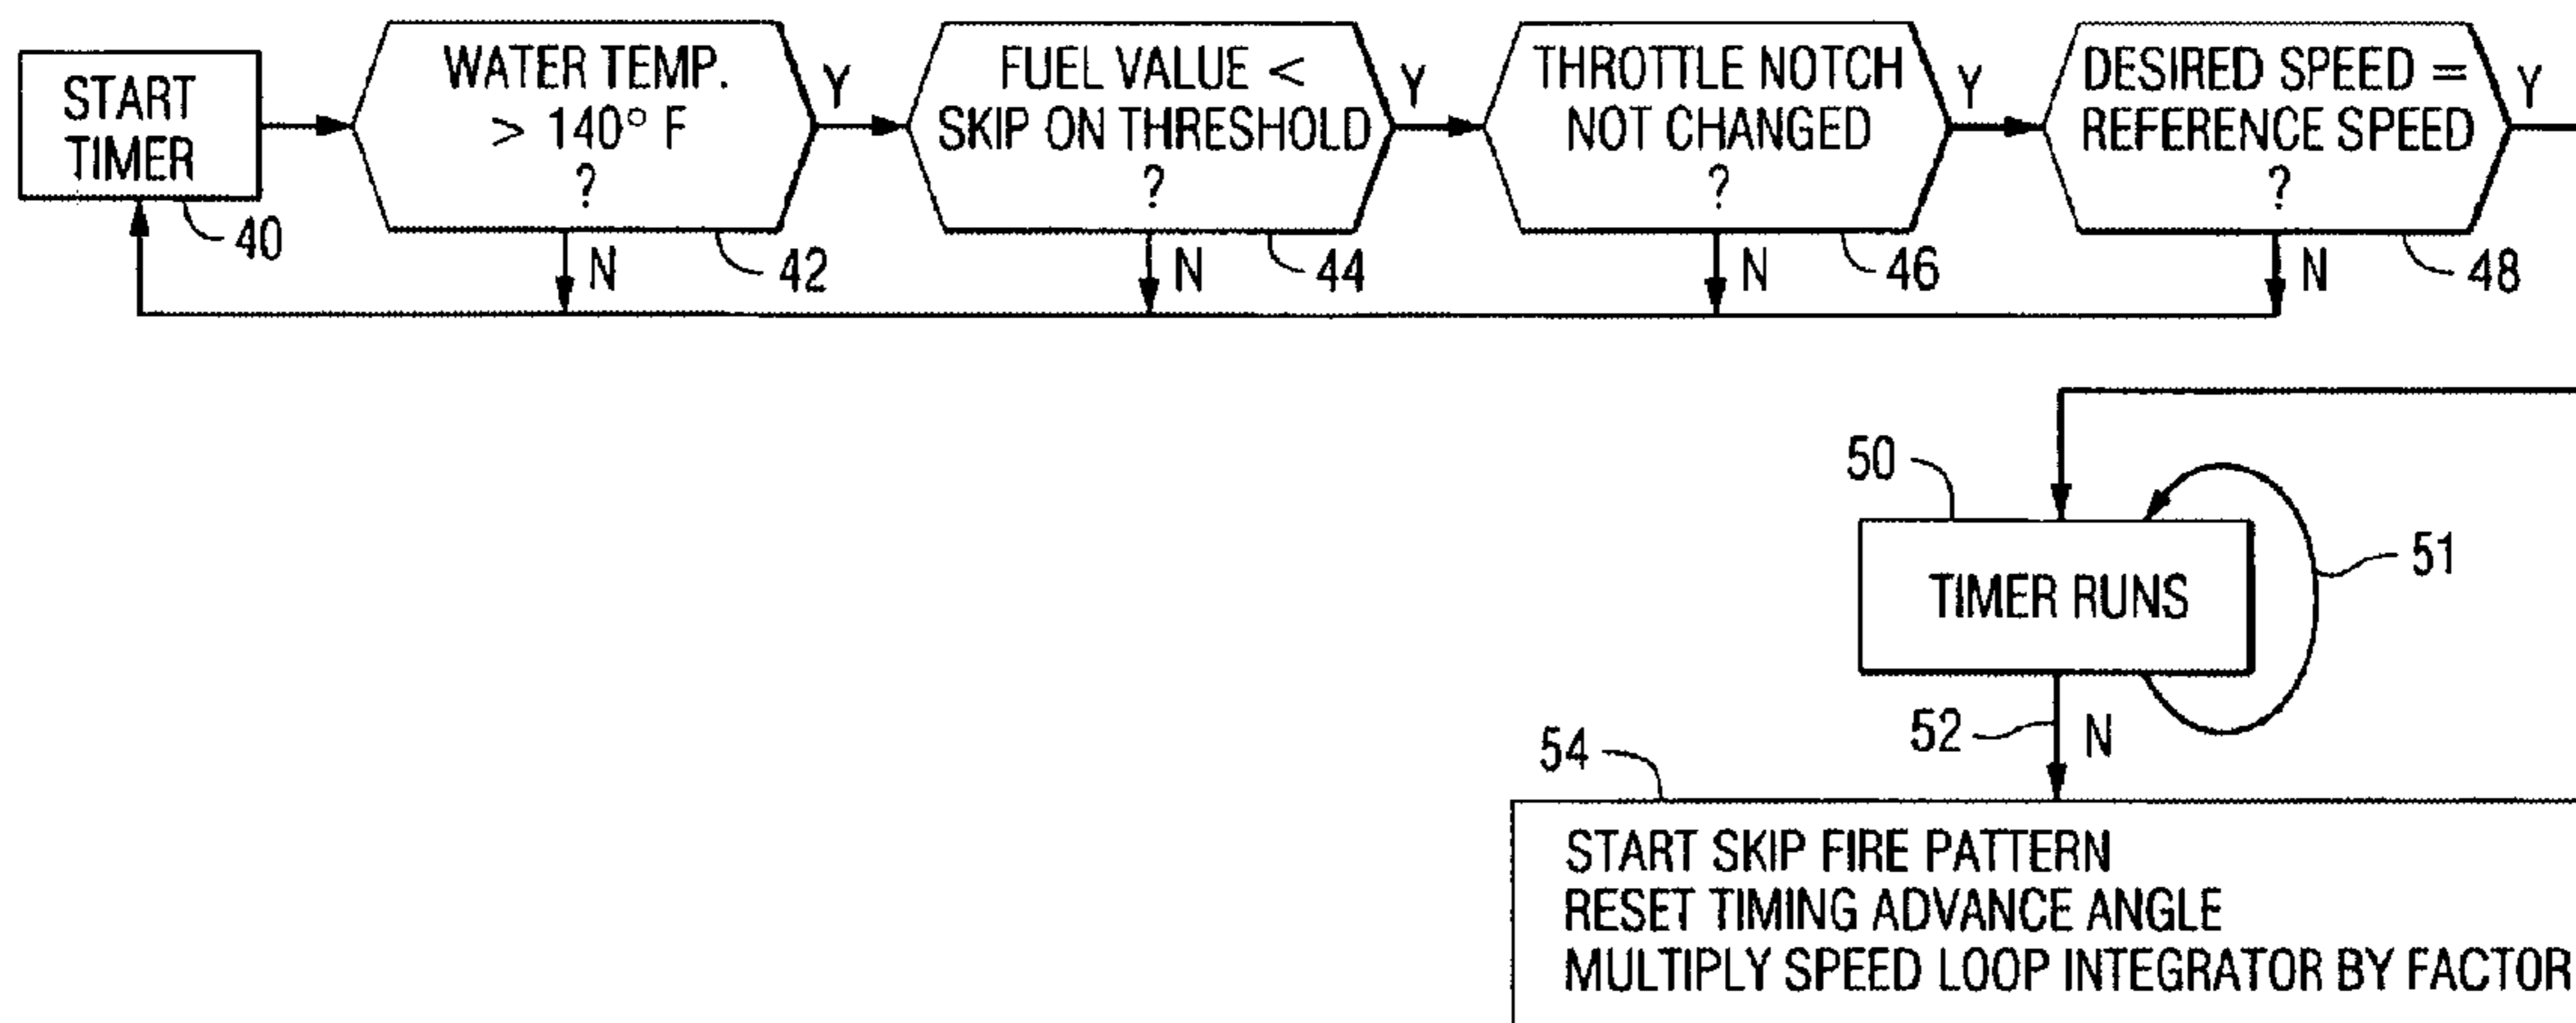 START
TIMER
40
WATER TEMP.
> 140° F
?
Y
N
42
FUEL VALUE <
SKIP ON THRESHOLD
?
Y
N
44
THROTTLE NOTCH
NOT CHANGED
?
Y
N
46
DESIRED SPEED =
REFERENCE SPEED
?
Y
N
48
50
TIMER RUNS
51
52
N
54
START SKIP FIRE PATTERN
RESET TIMING ADVANCE ANGLE
MULTIPLY SPEED LOOP INTEGRATOR BY FACTOR